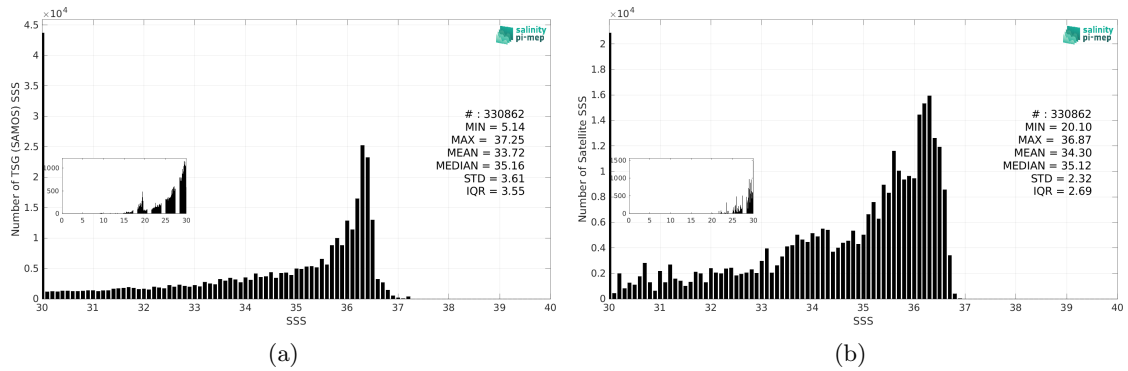 ×10⁴
4.5
4
3.5
3
2.5
2
1.5
1
0.5
0
Number of TSG (SAMOS) SSS
salinity
pi-mep
# : 330862
MIN = 5.14
MAX = 37.25
MEAN = 33.72
MEDIAN = 35.16
STD = 3.61
IQR = 3.55
1000
500
0
0 5 10 15 20 25 30
30 31 32 33 34 35 36 37 38 39 40
SSS
(a)
×10⁴
2
1.8
1.6
1.4
1.2
1
0.8
0.6
0.4
0.2
0
Number of Satellite SSS
salinity
pi-mep
# : 330862
MIN = 20.10
MAX = 36.87
MEAN = 34.30
MEDIAN = 35.12
STD = 2.32
IQR = 2.69
1500
1000
500
0
0 5 10 15 20 25 30
30 31 32 33 34 35 36 37 38 39 40
SSS
(b)